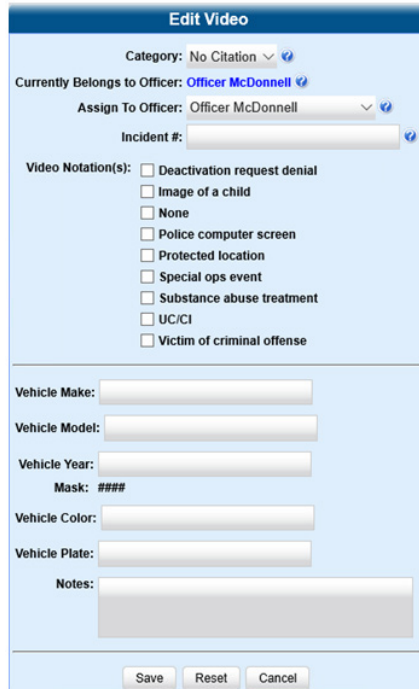 Edit Video
Category: No Citation
Currently Belongs to Officer: Officer McDonnell
Assign To Officer: Officer McDonnell
Incident #:
Video Notation(s): Deactivation request denial
Image of a child
None
Police computer screen
Protected location
Special ops event
Substance abuse treatment
UC/CI
Victim of criminal offense
Vehicle Make:
Vehicle Model:
Vehicle Year:
Mask: ####
Vehicle Color:
Vehicle Plate:
Notes:
Save Reset Cancel